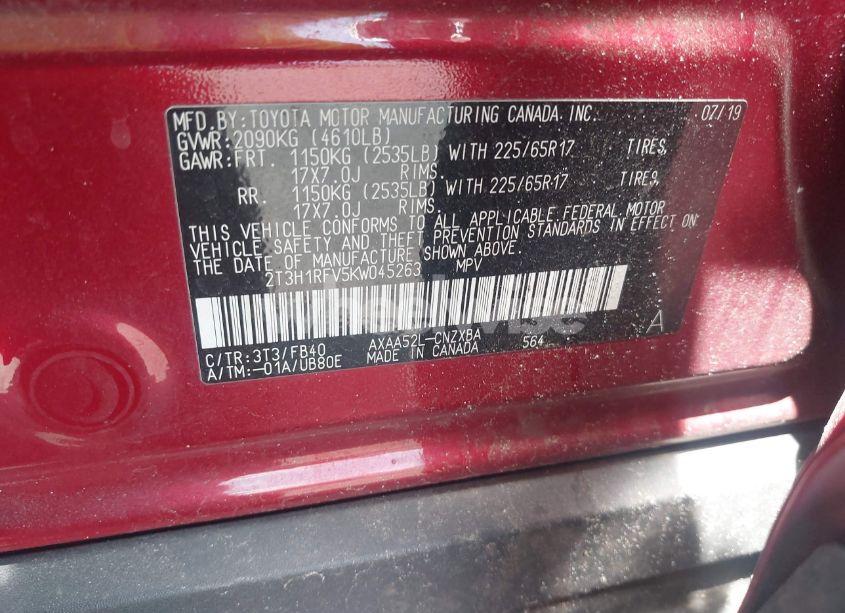 MFD.BY:TOYOTA MOTOR MANUFACTURING CANADA.INC. 07/19
GVWR:2090KG (4610LB)
GAWR:FRT. 1150KG (2535LB) WITH 225/65R17 TIRES,
17X7.0J RIMS.
RR. 1150KG (2535LB) WITH 225/65R17 TIRES,
17X7.0J RIMS.
THIS VEHICLE CONFORMS TO ALL APPLICABLE FEDERAL MOTOR
VEHICLE SAFETY AND THEFT PREVENTION STANDARDS IN EFFECT ON
THE DATE OF MANUFACTURE SHOWN ABOVE.
2T3H1RFV5KW045263 MPV
C/TR:3T3/FB40 AXAA52L-CNZXBA 564 A
A/TM:-01A/UB80E MADE IN CANADA